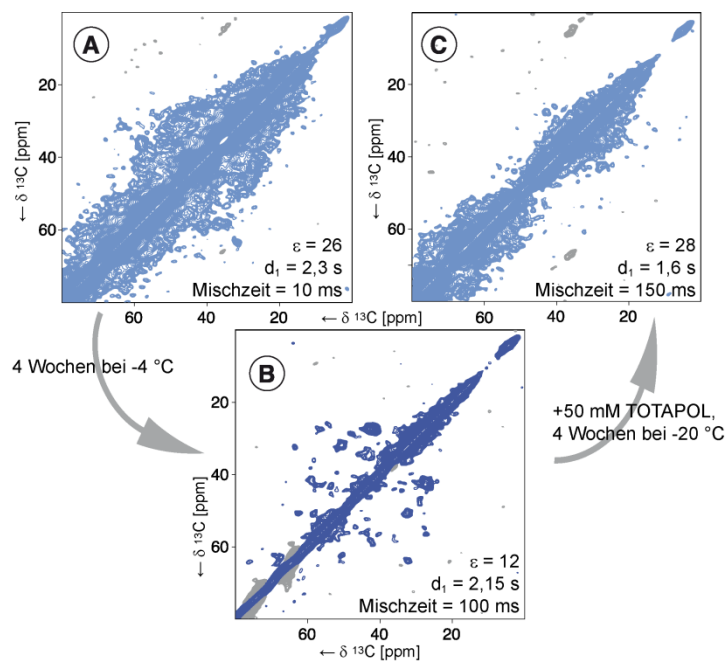 A
20
40
60
← δ ¹³C [ppm]
ε = 26
d₁ = 2,3 s
Mischzeit = 10 ms
60
40
20
← δ ¹³C [ppm]
C
20
40
60
← δ ¹³C [ppm]
ε = 28
d₁ = 1,6 s
Mischzeit = 150 ms
60
40
20
← δ ¹³C [ppm]
4 Wochen bei -4 °C
B
20
40
60
← δ ¹³C [ppm]
ε = 12
d₁ = 2,15 s
Mischzeit = 100 ms
60
40
20
← δ ¹³C [ppm]
+50 mM TOTAPOL,
4 Wochen bei -20 °C